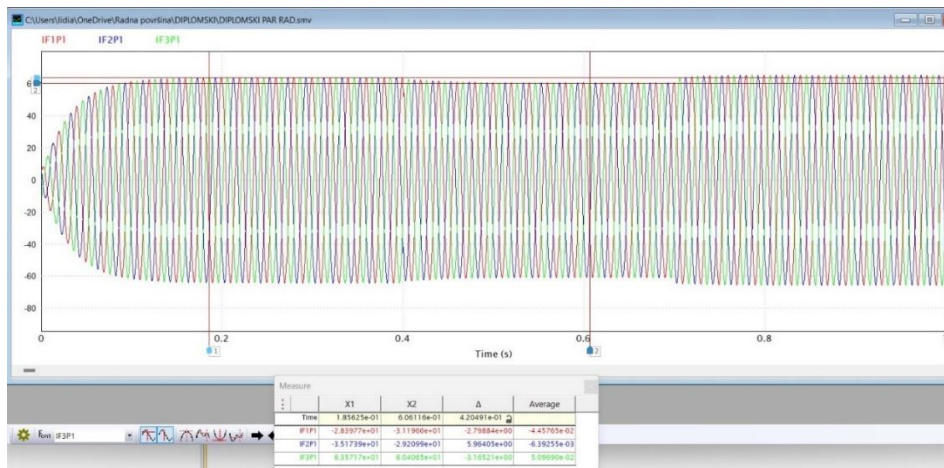 C:\Users\lidia\OneDrive\Radna površina\DIPLOMSKI\DIPLOMSKI PAR RAD.smv
IF1P1 IF2P1 IF3P1
60
40
20
0
-20
-40
-60
-80
2
0 0.2 0.4 0.6 0.8
1 2
Time (s)
Measure
X1 X2 Δ Average
Time 1.85625e-01 6.06116e-01 4.20491e-01
IF1P1 -2.83977e+01 -3.11966e+01 -2.79884e+00 -4.45765e-02
IF2P1 -3.51739e+01 -2.92099e+01 5.96405e+00 -6.39255e-03
IF3P1 6.35717e+01 6.04065e+01 -3.16521e+00 5.09690e-02
Font IF3P1